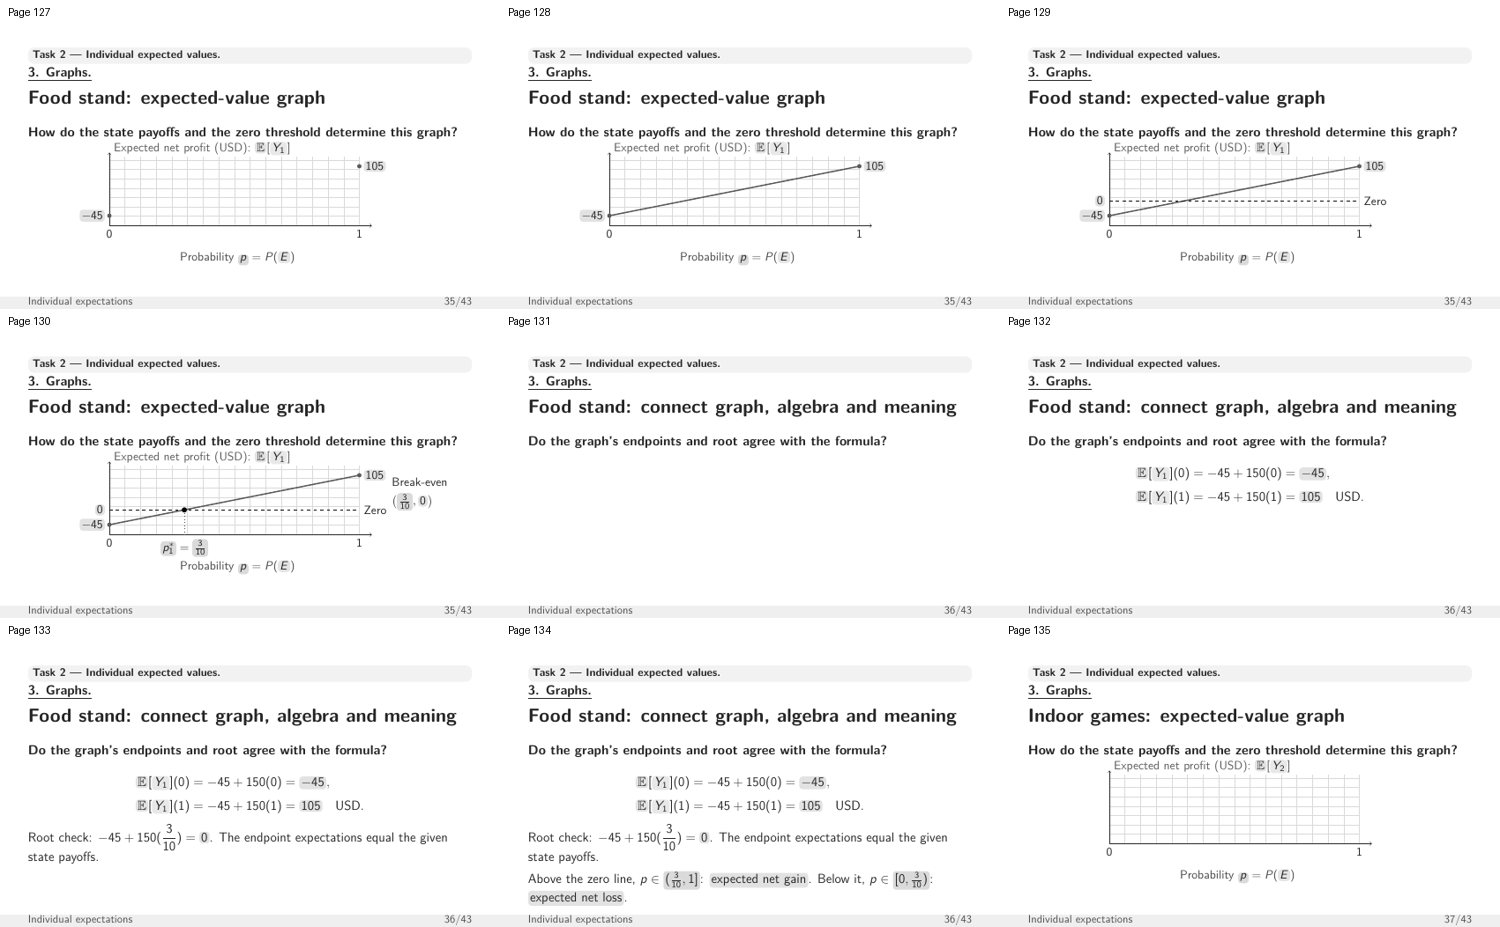 Page 127
Task 2 — Individual expected values.
3. Graphs.
Food stand: expected-value graph
How do the state payoffs and the zero threshold determine this graph?
Expected net profit (USD): 𝔼[Y₁]
105
−45
0 1
Probability p = P(E)
Individual expectations 35/43
Page 128
Task 2 — Individual expected values.
3. Graphs.
Food stand: expected-value graph
How do the state payoffs and the zero threshold determine this graph?
Expected net profit (USD): 𝔼[Y₁]
105
−45
0 1
Probability p = P(E)
Individual expectations 35/43
Page 129
Task 2 — Individual expected values.
3. Graphs.
Food stand: expected-value graph
How do the state payoffs and the zero threshold determine this graph?
Expected net profit (USD): 𝔼[Y₁]
105
0 Zero
−45
0 1
Probability p = P(E)
Individual expectations 35/43
Page 130
Task 2 — Individual expected values.
3. Graphs.
Food stand: expected-value graph
How do the state payoffs and the zero threshold determine this graph?
Expected net profit (USD): 𝔼[Y₁]
105
Break-even
(3/10, 0)
0 Zero
−45
0 1
p₁* = 3/10
Probability p = P(E)
Individual expectations 35/43
Page 131
Task 2 — Individual expected values.
3. Graphs.
Food stand: connect graph, algebra and meaning
Do the graph's endpoints and root agree with the formula?
Individual expectations 36/43
Page 132
Task 2 — Individual expected values.
3. Graphs.
Food stand: connect graph, algebra and meaning
Do the graph's endpoints and root agree with the formula?
𝔼[Y₁](0) = −45 + 150(0) = −45,
𝔼[Y₁](1) = −45 + 150(1) = 105 USD.
Individual expectations 36/43
Page 133
Task 2 — Individual expected values.
3. Graphs.
Food stand: connect graph, algebra and meaning
Do the graph's endpoints and root agree with the formula?
𝔼[Y₁](0) = −45 + 150(0) = −45,
𝔼[Y₁](1) = −45 + 150(1) = 105 USD.
Root check: −45 + 150(3/10) = 0. The endpoint expectations equal the given
state payoffs.
Individual expectations 36/43
Page 134
Task 2 — Individual expected values.
3. Graphs.
Food stand: connect graph, algebra and meaning
Do the graph's endpoints and root agree with the formula?
𝔼[Y₁](0) = −45 + 150(0) = −45,
𝔼[Y₁](1) = −45 + 150(1) = 105 USD.
Root check: −45 + 150(3/10) = 0. The endpoint expectations equal the given
state payoffs.
Above the zero line, p ∈ (3/10, 1]: expected net gain. Below it, p ∈ [0, 3/10):
expected net loss.
Individual expectations 36/43
Page 135
Task 2 — Individual expected values.
3. Graphs.
Indoor games: expected-value graph
How do the state payoffs and the zero threshold determine this graph?
Expected net profit (USD): 𝔼[Y₂]
0 1
Probability p = P(E)
Individual expectations 37/43